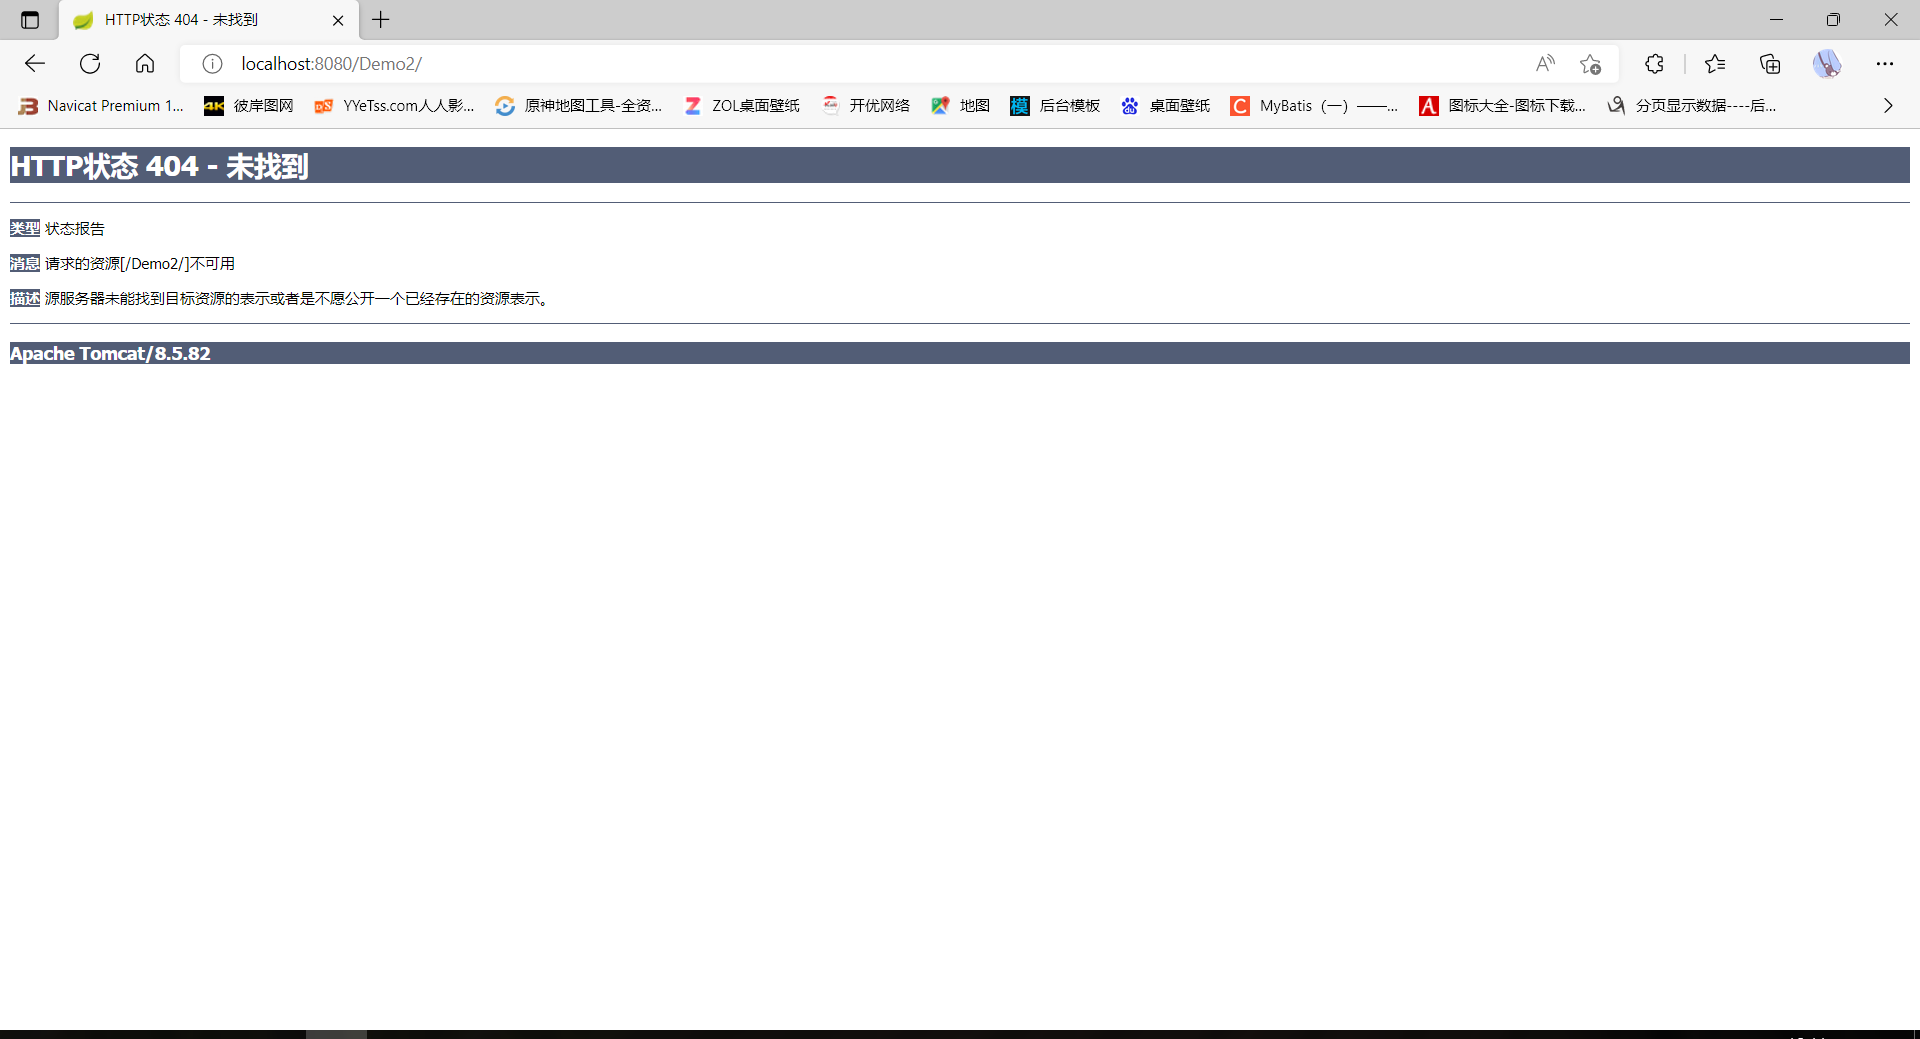 HTTP状态 404 - 未找到
localhost:8080/Demo2/
Navicat Premium 1... 彼岸图网 YYeTss.com人人影... 原神地图工具-全资... ZOL桌面壁纸 开优网络 地图 后台模板 桌面壁纸 MyBatis（一）——... 图标大全-图标下载... 分页显示数据----后...
HTTP状态 404 - 未找到
类型 状态报告
消息 请求的资源[/Demo2/]不可用
描述 源服务器未能找到目标资源的表示或者是不愿公开一个已经存在的资源表示。
Apache Tomcat/8.5.82